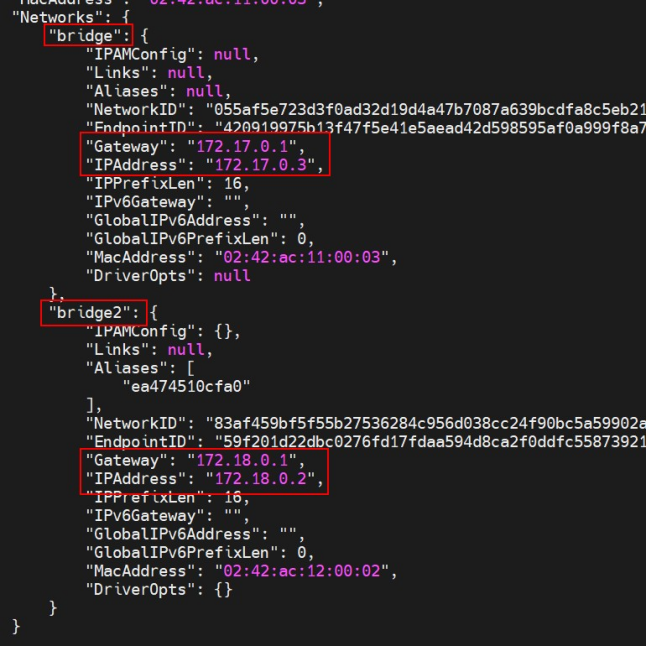 "MacAddress": "02:42:ac:11:00:03",
"Networks": {
"bridge": {
"IPAMConfig": null,
"Links": null,
"Aliases": null,
"NetworkID": "055af5e723d3f0ad32d19d4a47b7087a639bcdfa8c5eb21
"EndpointID": "420919975b13f47f5e41e5aead42d598595af0a999f8a7
"Gateway": "172.17.0.1",
"IPAddress": "172.17.0.3",
"IPPrefixLen": 16,
"IPv6Gateway": "",
"GlobalIPv6Address": "",
"GlobalIPv6PrefixLen": 0,
"MacAddress": "02:42:ac:11:00:03",
"DriverOpts": null
},
"bridge2": {
"IPAMConfig": {},
"Links": null,
"Aliases": [
"ea474510cfa0"
],
"NetworkID": "83af459bf5f55b27536284c956d038cc24f90bc5a59902a
"EndpointID": "59f201d22dbc0276fd17fdaa594d8ca2f0ddfc55873921
"Gateway": "172.18.0.1",
"IPAddress": "172.18.0.2",
"IPPrefixLen": 16,
"IPv6Gateway": "",
"GlobalIPv6Address": "",
"GlobalIPv6PrefixLen": 0,
"MacAddress": "02:42:ac:12:00:02",
"DriverOpts": {}
}
}